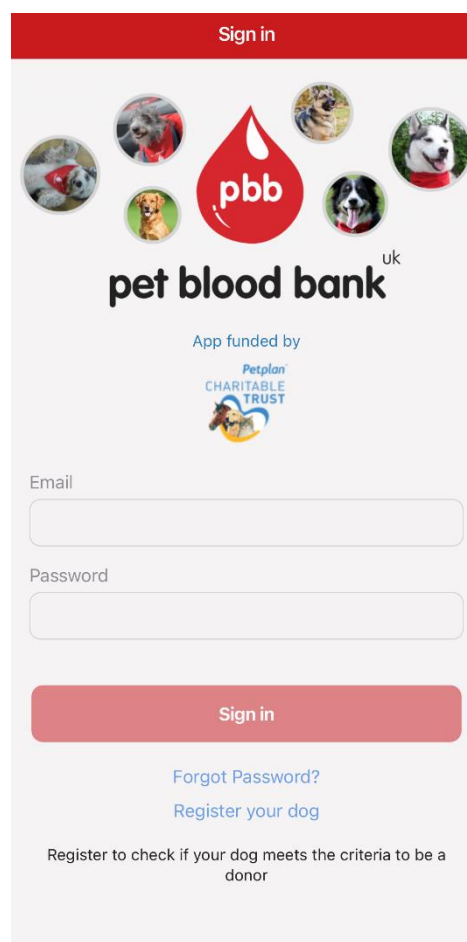 Sign in
pbb
uk
pet blood bank
App funded by
Petplan
CHARITABLE
TRUST
Email
Password
Sign in
Forgot Password?
Register your dog
Register to check if your dog meets the criteria to be a
donor